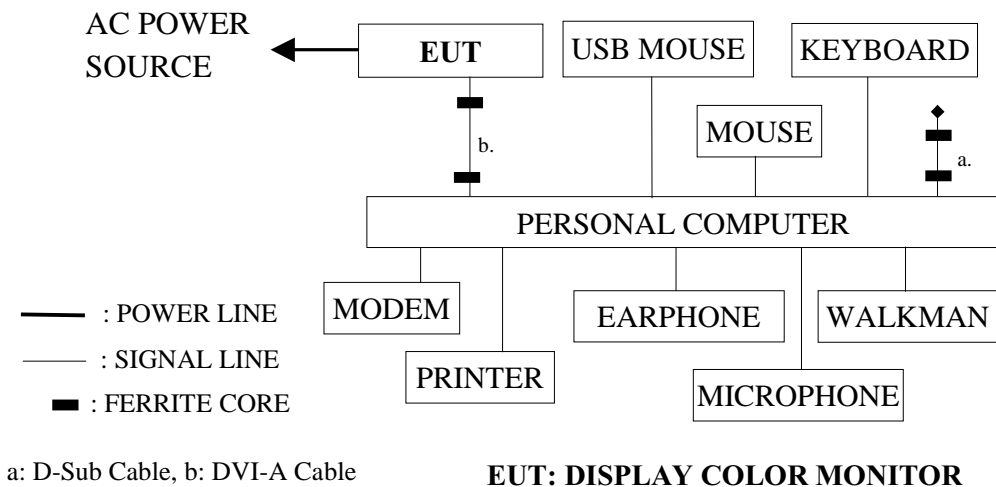 AC POWER
SOURCE
EUT
USB MOUSE
KEYBOARD
MOUSE
b.
a.
PERSONAL COMPUTER
MODEM
EARPHONE
WALKMAN
PRINTER
MICROPHONE
: POWER LINE
: SIGNAL LINE
: FERRITE CORE
a: D-Sub Cable, b: DVI-A Cable
EUT: DISPLAY COLOR MONITOR